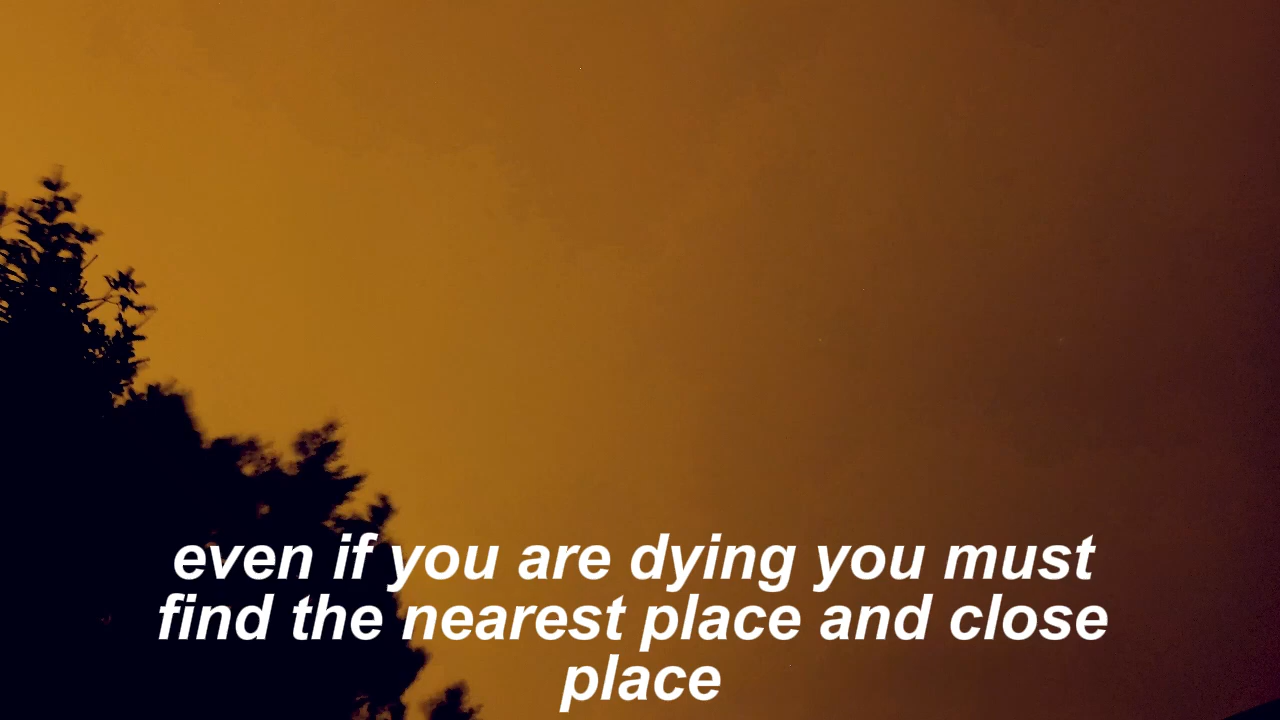 even if you are dying you must
find the nearest place and close
place